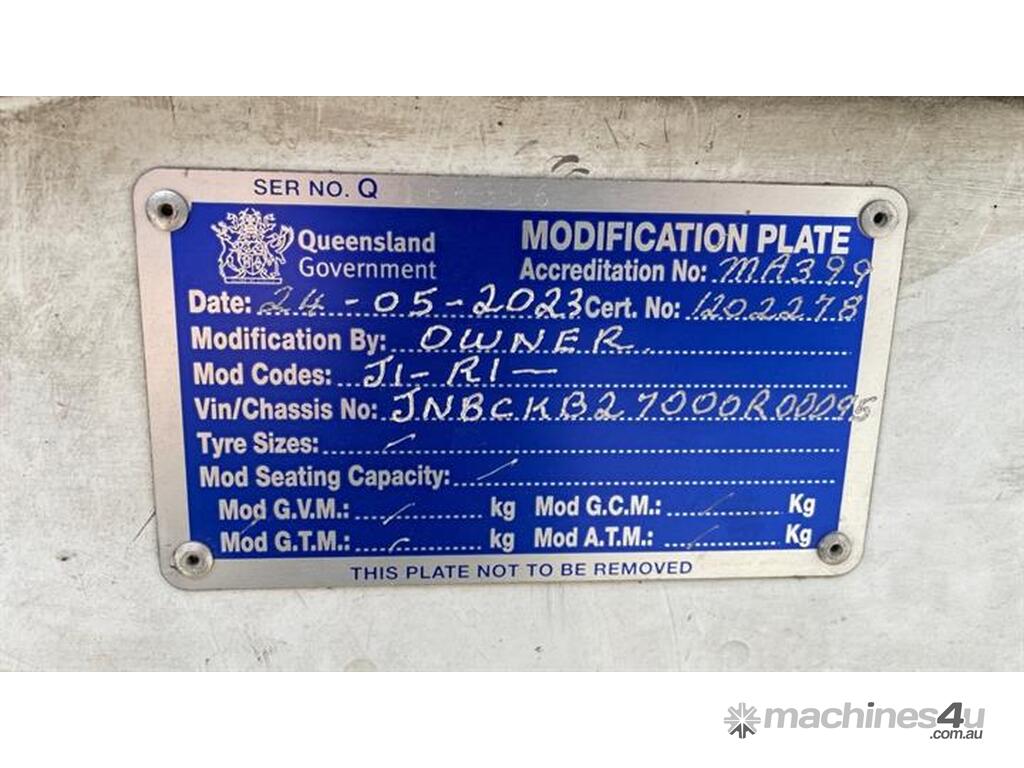 SER NO. Q
Queensland Government
MODIFICATION PLATE
Accreditation No: MA399
Date: 24-05-2023 Cert. No: 1202278
Modification By: OWNER
Mod Codes: J1-R1-
Vin/Chassis No: JNBCKB27000R00095
Tyre Sizes:
Mod Seating Capacity:
Mod G.V.M.: kg Mod G.C.M.: Kg
Mod G.T.M.: kg Mod A.T.M.: Kg
THIS PLATE NOT TO BE REMOVED
machines4u
.com.au